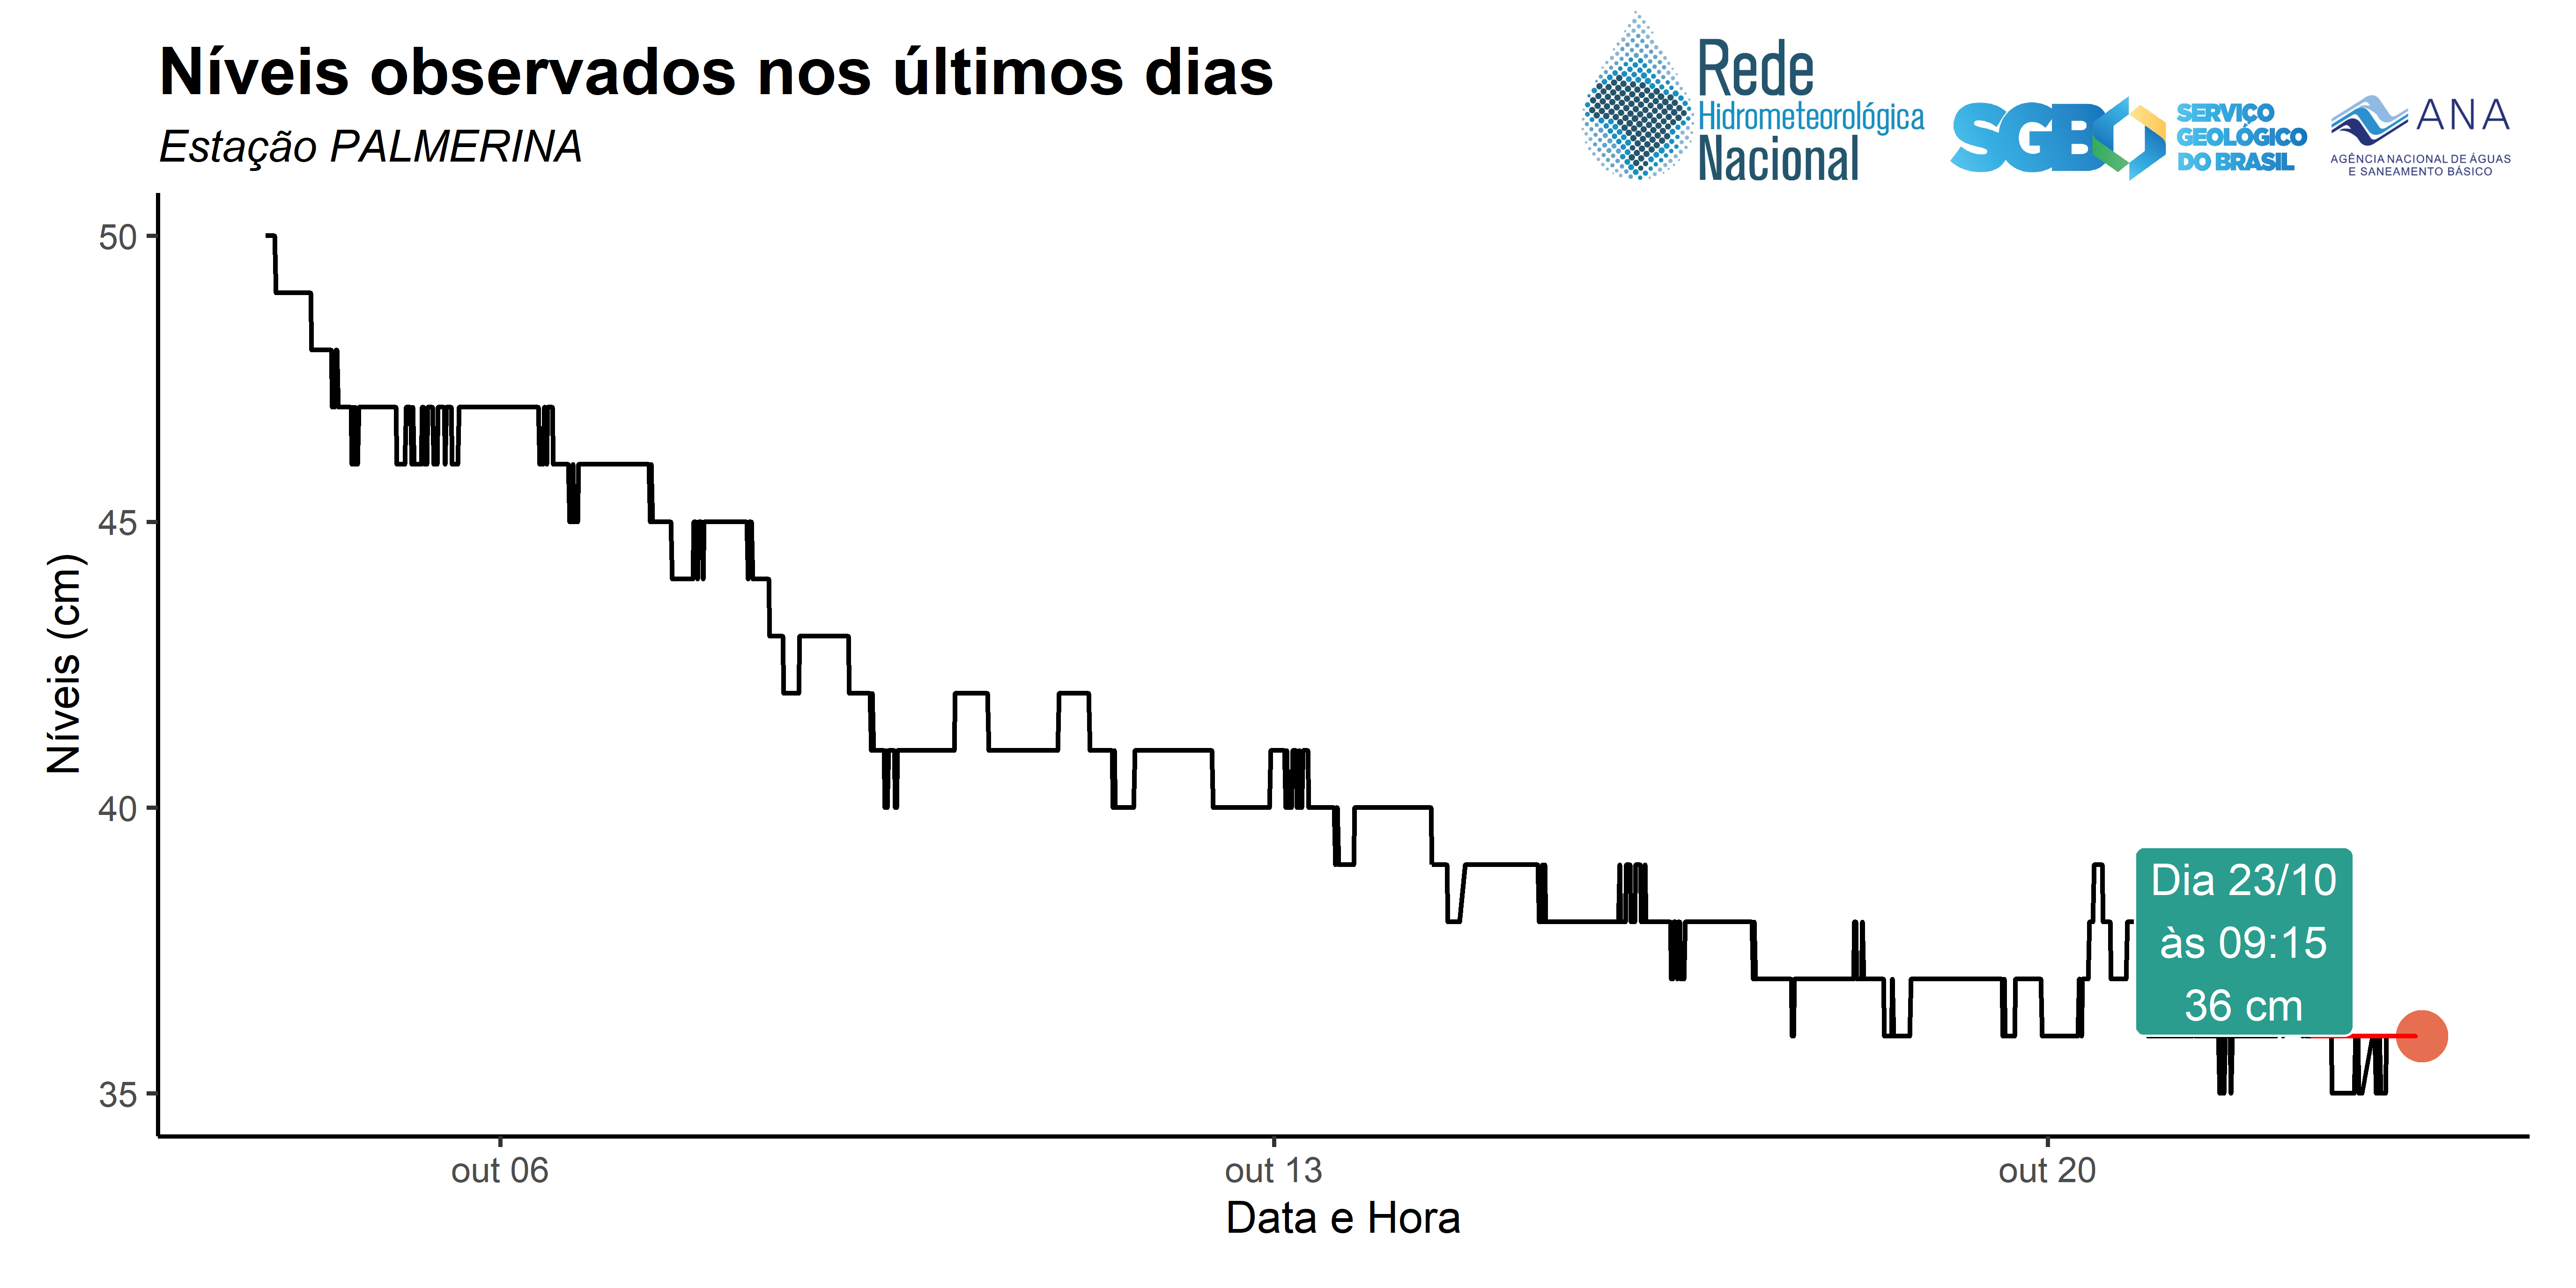 Níveis observados nos últimos dias
Estação PALMERINA
Rede
Hidrometeorológica
Nacional
SGB
SERVIÇO
GEOLÓGICO
DO BRASIL
ANA
AGÊNCIA NACIONAL DE ÁGUAS
E SANEAMENTO BÁSICO
50
45
40
35
Níveis (cm)
Dia 23/10
às 09:15
36 cm
out 06
out 13
out 20
Data e Hora